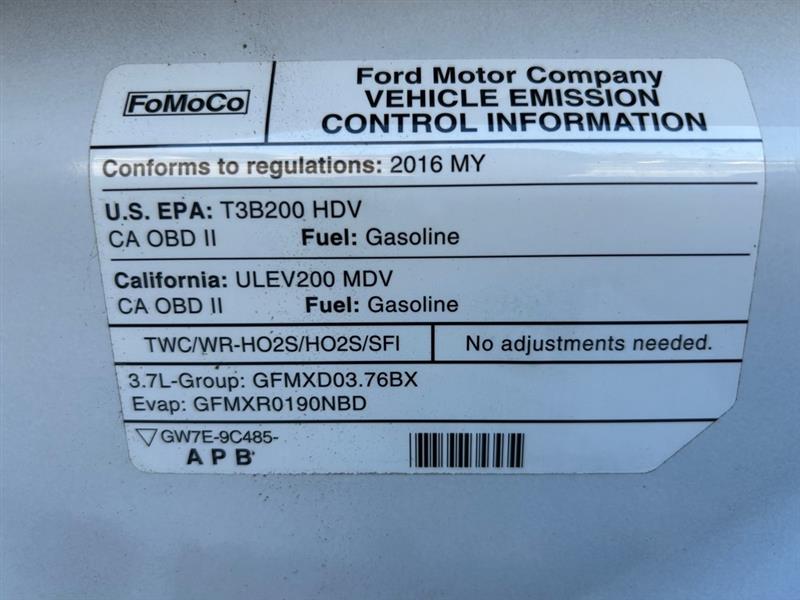 FoMoCo
Ford Motor Company
VEHICLE EMISSION
CONTROL INFORMATION
Conforms to regulations: 2016 MY
U.S. EPA: T3B200 HDV
CA OBD II Fuel: Gasoline
California: ULEV200 MDV
CA OBD II Fuel: Gasoline
TWC/WR-HO2S/HO2S/SFI No adjustments needed.
3.7L-Group: GFMXD03.76BX
Evap: GFMXR0190NBD
GW7E-9C485-
A P B